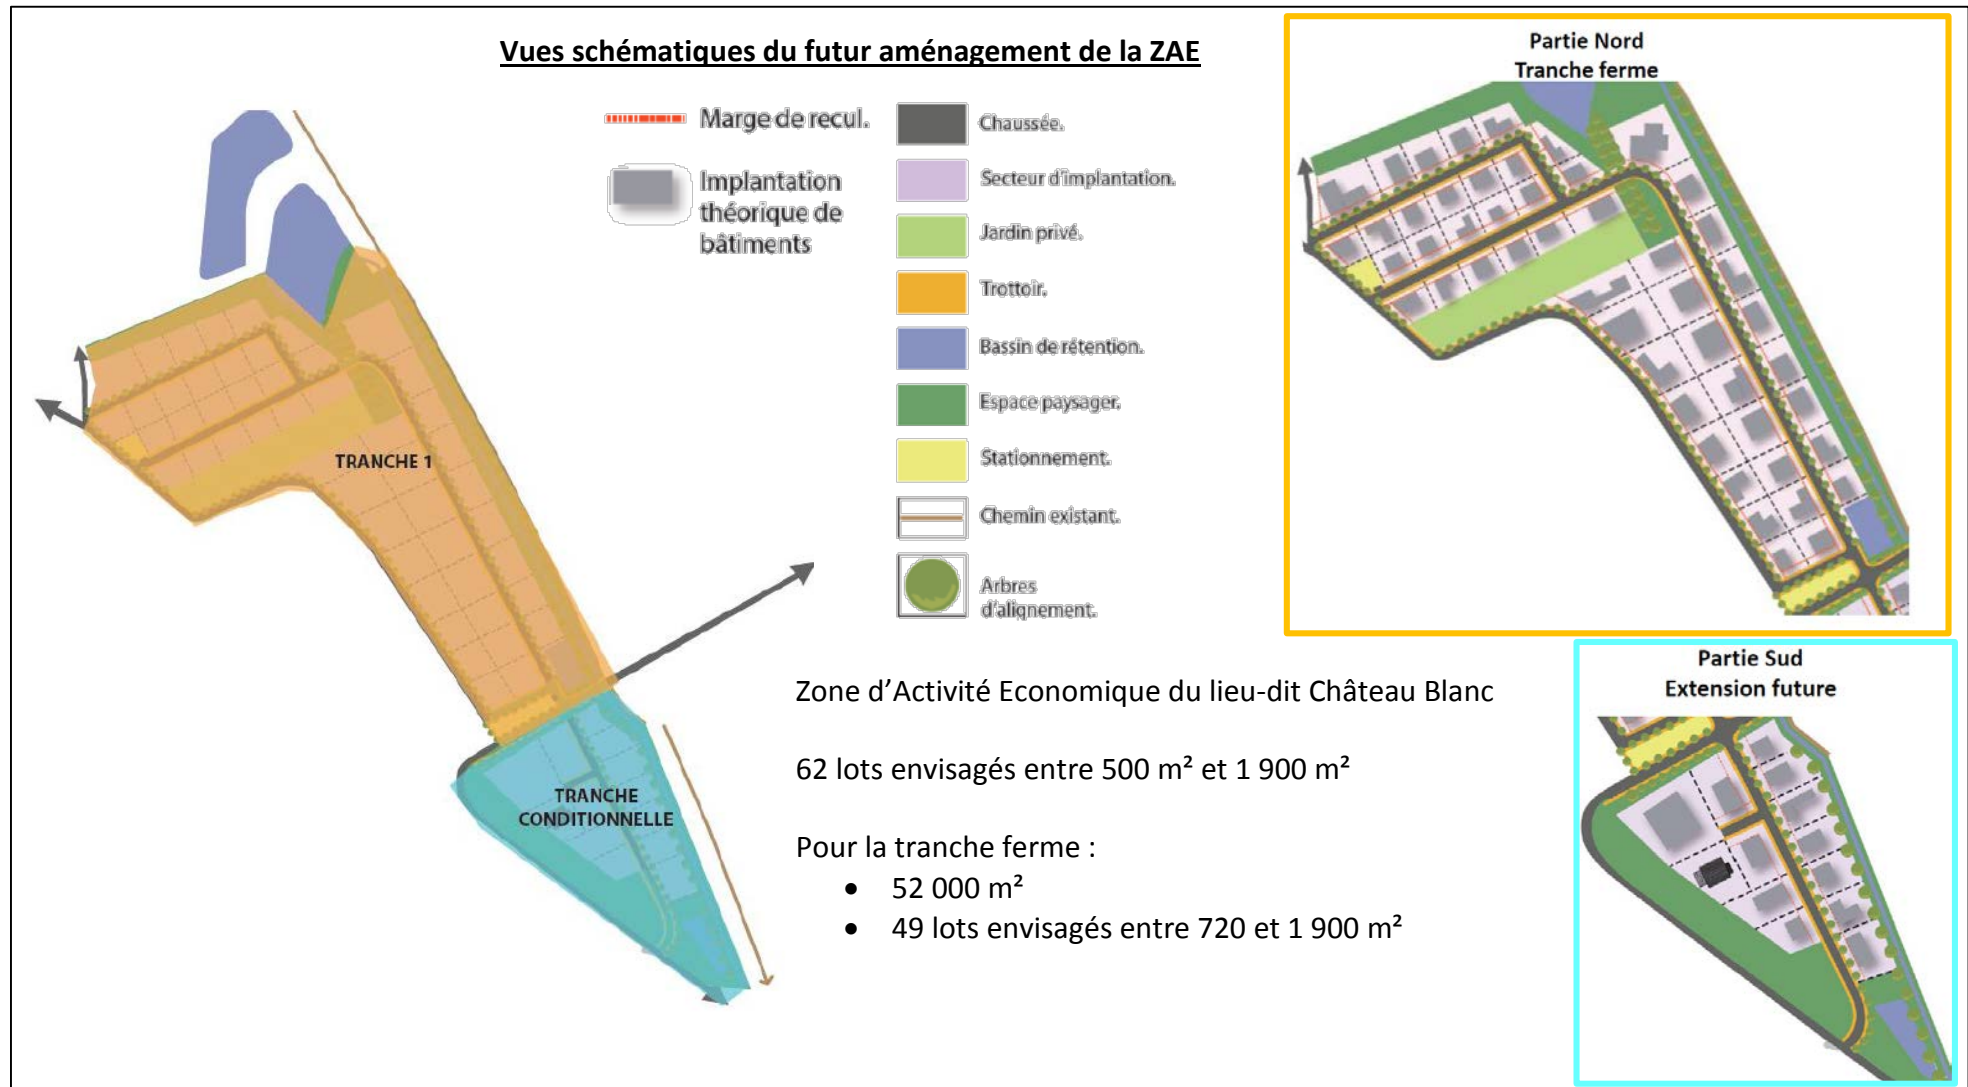 Vues schématiques du futur aménagement de la ZAE
Marge de recul.
Implantation
théorique de
bâtiments
Chaussée.
Secteur d'implantation.
Jardin privé.
Trottoir.
Bassin de rétention.
Espace paysager.
Stationnement.
Chemin existant.
Arbres
d'alignement.
TRANCHE 1
TRANCHE
CONDITIONNELLE
Partie Nord
Tranche ferme
Zone d’Activité Economique du lieu-dit Château Blanc
62 lots envisagés entre 500 m² et 1 900 m²
Pour la tranche ferme :
• 52 000 m²
• 49 lots envisagés entre 720 et 1 900 m²
Partie Sud
Extension future